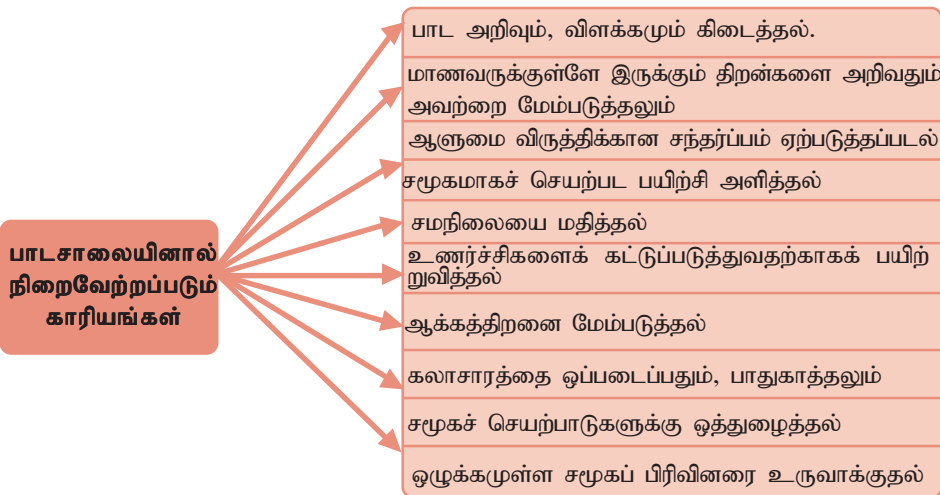 பாடசாலையினால்
நிறைவேற்றப்படும்
காரியங்கள்
பாட அறிவும், விளக்கமும் கிடைத்தல்.
மாணவருக்குள்ளே இருக்கும் திறன்களை அறிவதும்
அவற்றை மேம்படுத்தலும்
ஆளுமை விருத்திக்கான சந்தர்ப்பம் ஏற்படுத்தப்படல்
சமூகமாகச் செயற்பட பயிற்சி அளித்தல்
சமநிலையை மதித்தல்
உணர்ச்சிகளைக் கட்டுப்படுத்துவதற்காகக் பயிற்
றுவித்தல்
ஆக்கத்திறனை மேம்படுத்தல்
கலாசாரத்தை ஒப்படைப்பதும், பாதுகாத்தலும்
சமூகச் செயற்பாடுகளுக்கு ஒத்துழைத்தல்
ஒழுக்கமுள்ள சமூகப் பிரிவினரை உருவாக்குதல்